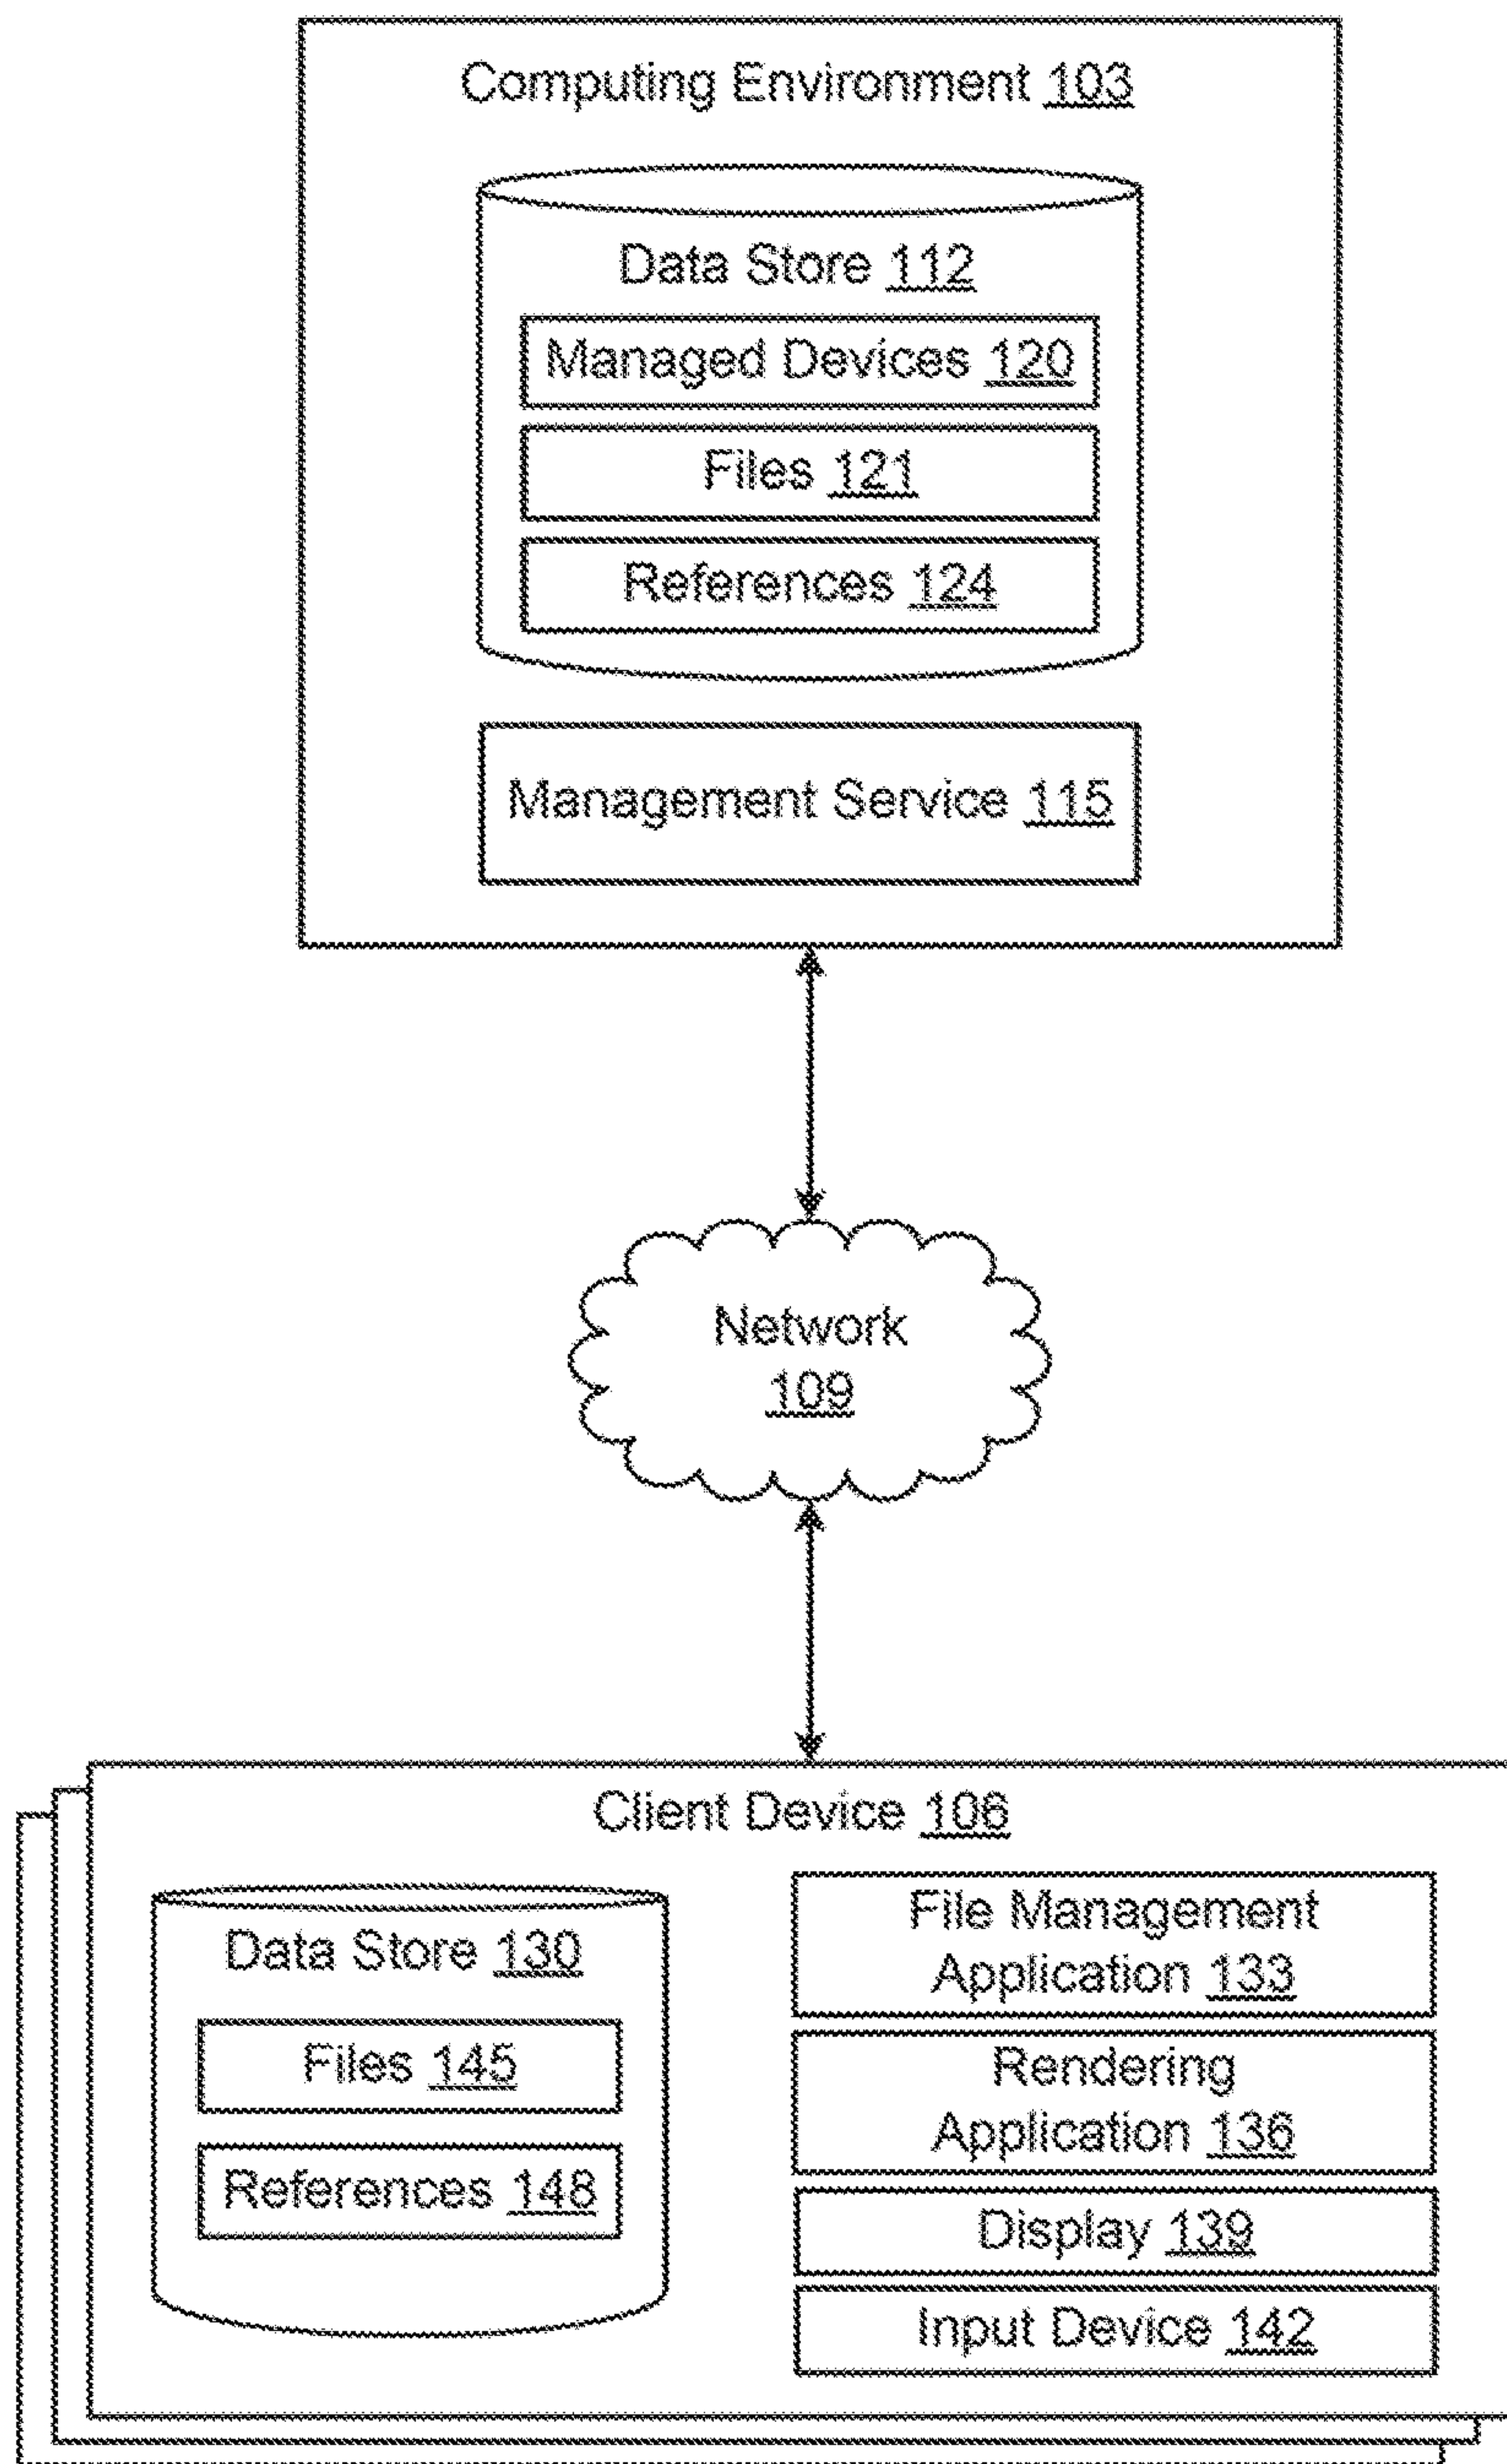 Computing Environment 103
Data Store 112
Managed Devices 120
Files 121
References 124
Management Service 115
Network
109
Client Device 106
Data Store 130
Files 145
References 148
File Management
Application 133
Rendering
Application 136
Display 139
Input Device 142